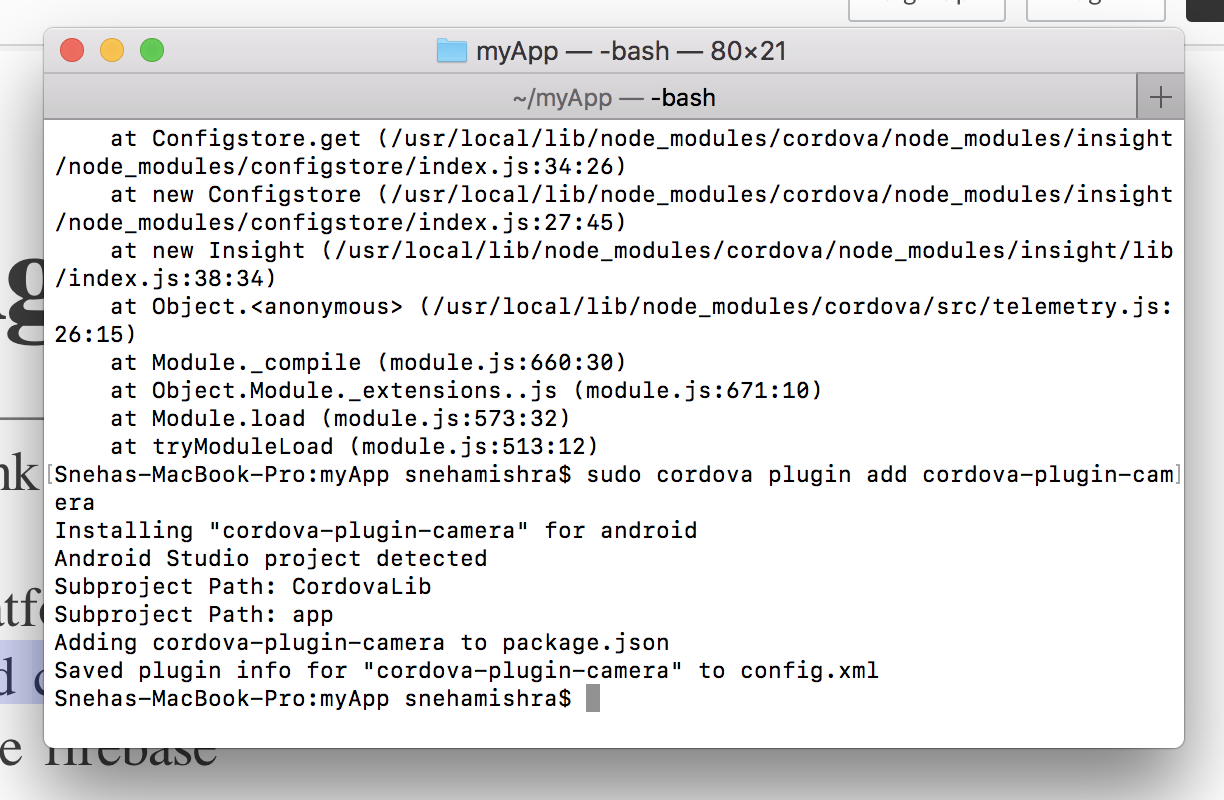 myApp — -bash — 80×21
~/myApp — -bash
at Configstore.get (/usr/local/lib/node_modules/cordova/node_modules/insight
/node_modules/configstore/index.js:34:26)
at new Configstore (/usr/local/lib/node_modules/cordova/node_modules/insight
/node_modules/configstore/index.js:27:45)
at new Insight (/usr/local/lib/node_modules/cordova/node_modules/insight/lib
/index.js:38:34)
at Object.<anonymous> (/usr/local/lib/node_modules/cordova/src/telemetry.js:
26:15)
at Module._compile (module.js:660:30)
at Object.Module._extensions..js (module.js:671:10)
at Module.load (module.js:573:32)
at tryModuleLoad (module.js:513:12)
[Snehas-MacBook-Pro:myApp snehamishra$ sudo cordova plugin add cordova-plugin-cam]
era
Installing "cordova-plugin-camera" for android
Android Studio project detected
Subproject Path: CordovaLib
Subproject Path: app
Adding cordova-plugin-camera to package.json
Saved plugin info for "cordova-plugin-camera" to config.xml
Snehas-MacBook-Pro:myApp snehamishra$
firebase